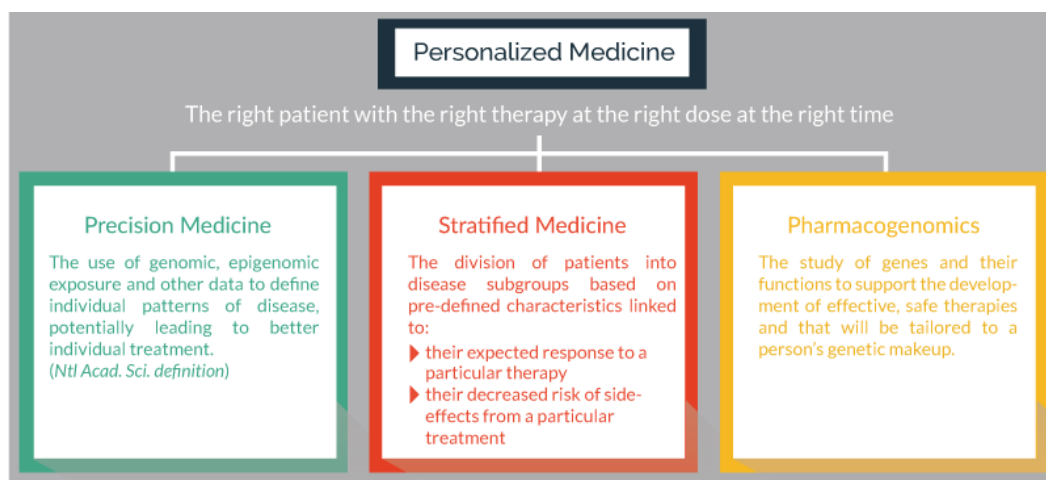 Personalized Medicine
The right patient with the right therapy at the right dose at the right time
Precision Medicine
The use of genomic, epigenomic
exposure and other data to define
individual patterns of disease,
potentially leading to better
individual treatment.
(Ntl Acad. Sci. definition)
Stratified Medicine
The division of patients into
disease subgroups based on
pre-defined characteristics linked
to:
their expected response to a
particular therapy
their decreased risk of side-
effects from a particular
treatment
Pharmacogenomics
The study of genes and their
functions to support the develop-
ment of effective, safe therapies
and that will be tailored to a
person's genetic makeup.